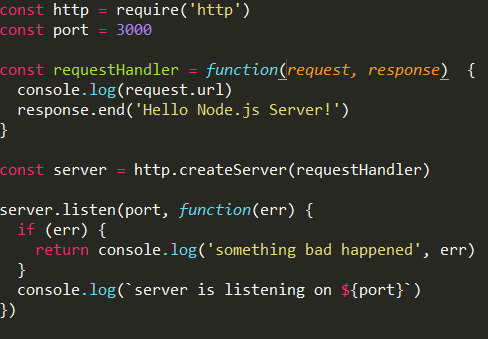 const http = require('http')
const port = 3000
const requestHandler = function(request, response)  {
  console.log(request.url)
  response.end('Hello Node.js Server!')
}
const server = http.createServer(requestHandler)
server.listen(port, function(err) {
  if (err) {
    return console.log('something bad happened', err)
  }
  console.log(`server is listening on ${port}`)
})